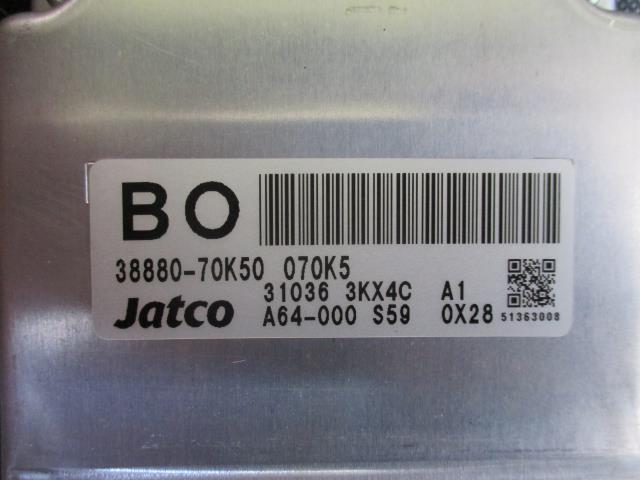 BO
38880-70K50 070K5
31036 3KX4C A1
Jatco A64-000 S59 0X28 51363008